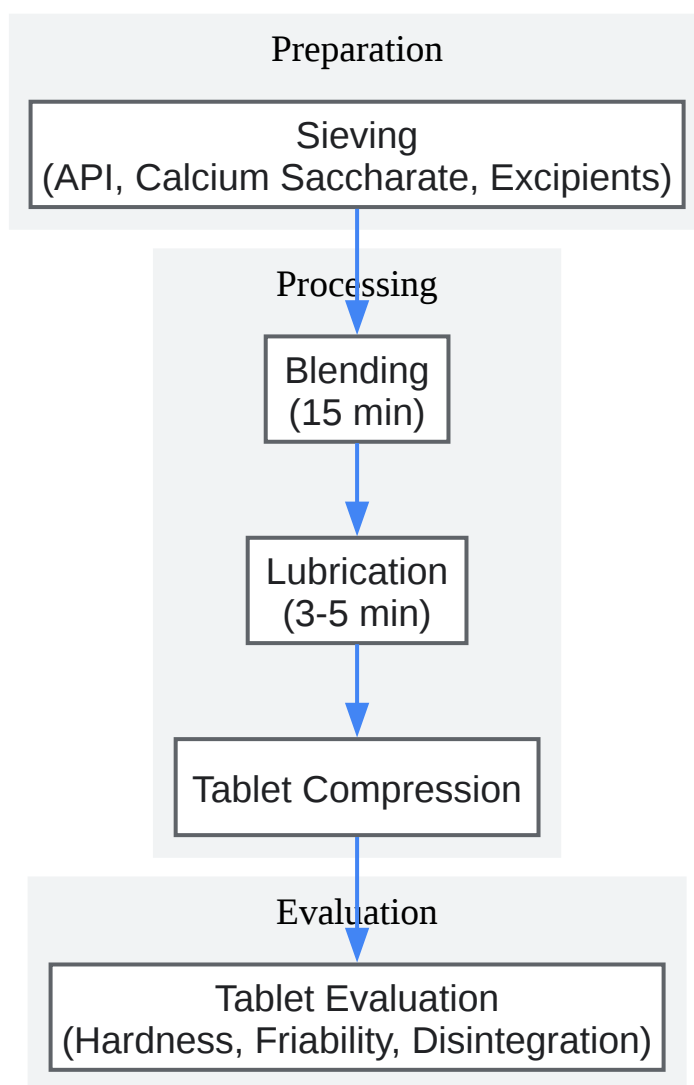 Preparation
Sieving
(API, Calcium Saccharate, Excipients)
Processing
Blending
(15 min)
Lubrication
(3-5 min)
Tablet Compression
Evaluation
Tablet Evaluation
(Hardness, Friability, Disintegration)